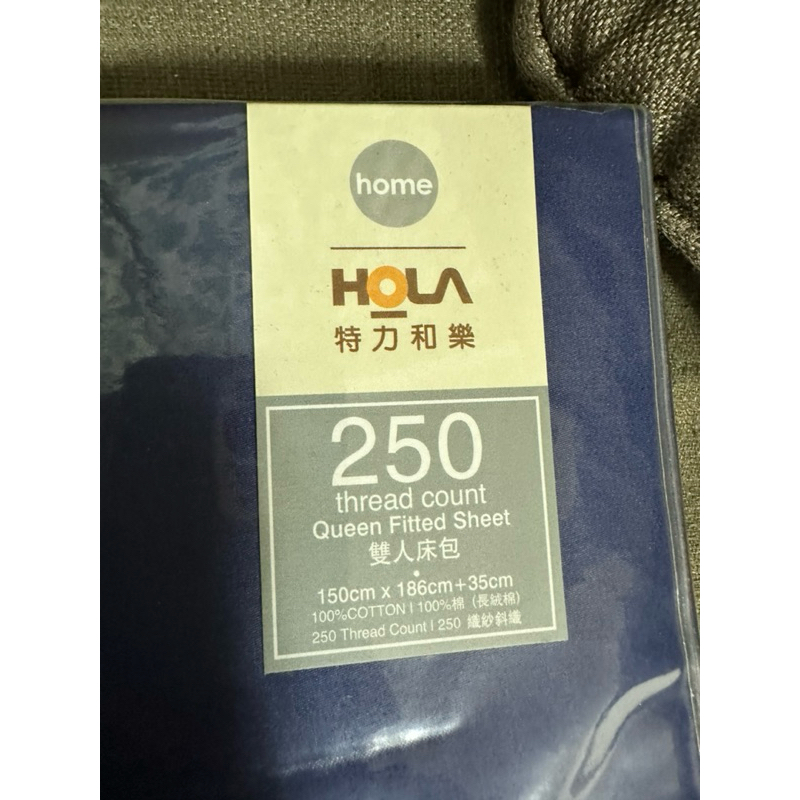 home
HOLA
特力和樂
250
thread count
Queen Fitted Sheet
雙人床包
150cm x 186cm+35cm
100%COTTON | 100%棉 (長絨棉)
250 Thread Count | 250 織紗斜纖